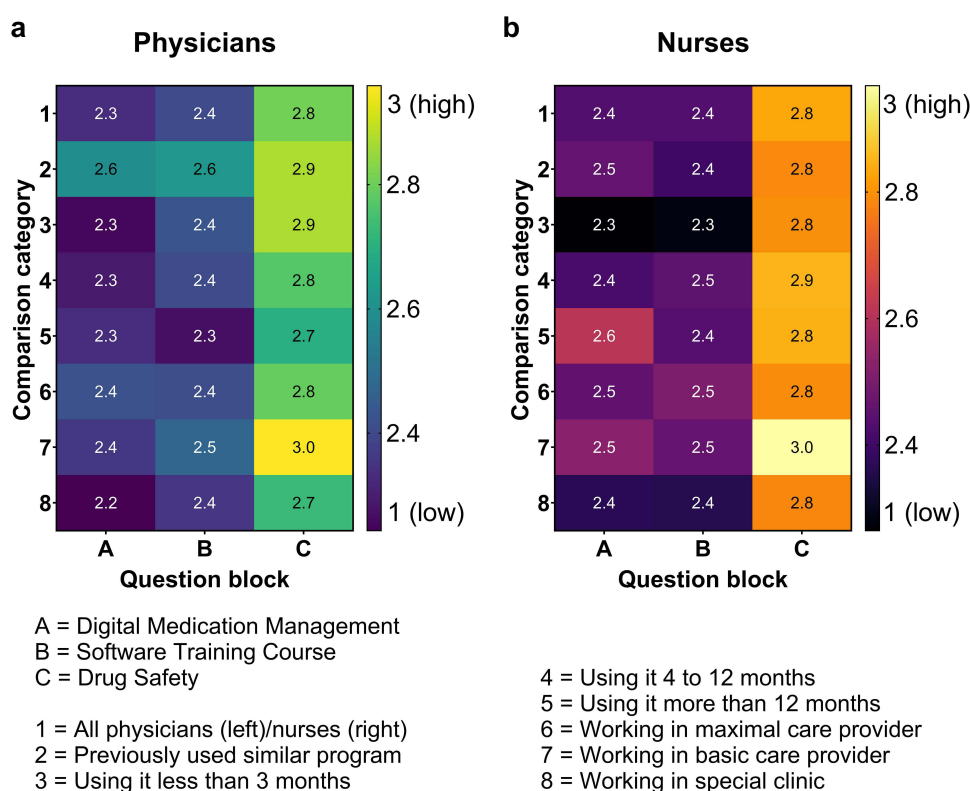 a
Physicians
1 2.3 2.4 2.8
2 2.6 2.6 2.9
3 2.3 2.4 2.9
4 2.3 2.4 2.8
5 2.3 2.3 2.7
6 2.4 2.4 2.8
7 2.4 2.5 3.0
8 2.2 2.4 2.7
A B C
Comparison category
Question block
3 (high)
2.8
2.6
2.4
1 (low)
b
Nurses
1 2.4 2.4 2.8
2 2.5 2.4 2.8
3 2.3 2.3 2.8
4 2.4 2.5 2.9
5 2.6 2.4 2.8
6 2.5 2.5 2.8
7 2.5 2.5 3.0
8 2.4 2.4 2.8
A B C
Comparison category
Question block
3 (high)
2.8
2.6
2.4
1 (low)
A = Digital Medication Management
B = Software Training Course
C = Drug Safety
1 = All physicians (left)/nurses (right)
2 = Previously used similar program
3 = Using it less than 3 months
4 = Using it 4 to 12 months
5 = Using it more than 12 months
6 = Working in maximal care provider
7 = Working in basic care provider
8 = Working in special clinic